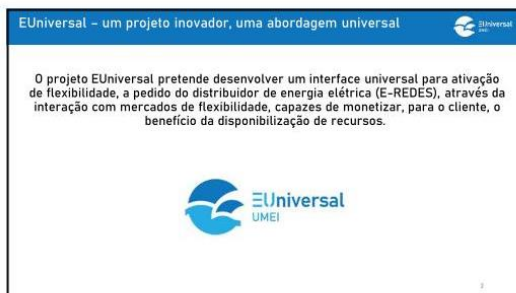 EUniversal – um projeto inovador, uma abordagem universal
EUniversal
UMEI
O projeto EUniversal pretende desenvolver um interface universal para ativação
de flexibilidade, a pedido do distribuidor de energia elétrica (E-REDES), através da
interação com mercados de flexibilidade, capazes de monetizar, para o cliente, o
benefício da disponibilização de recursos.
EUniversal
UMEI